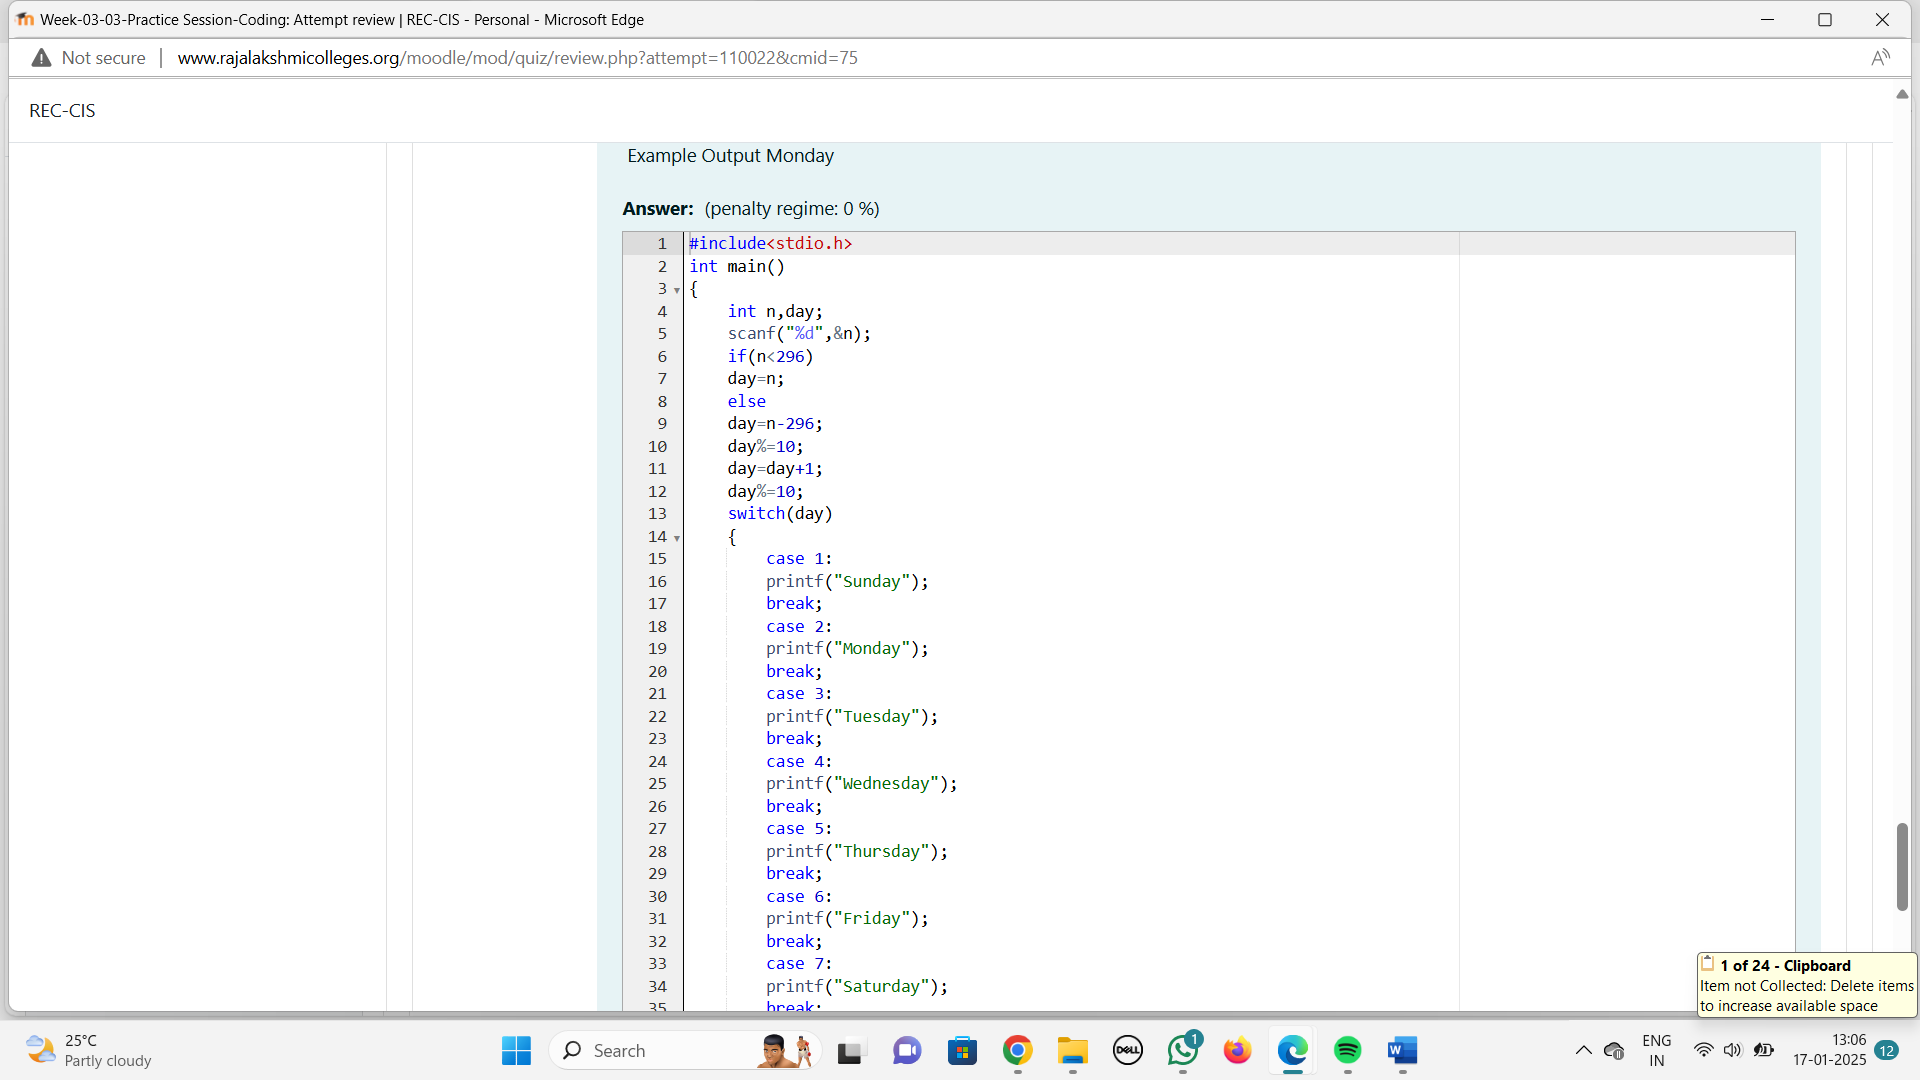 Week-03-03-Practice Session-Coding: Attempt review | REC-CIS - Personal - Microsoft Edge
Not secure
www.rajalakshmicolleges.org/moodle/mod/quiz/review.php?attempt=110022&cmid=75
REC-CIS
Example Output Monday
Answer: (penalty regime: 0 %)
1 #include<stdio.h>
2 int main()
3 {
4 int n,day;
5 scanf("%d",&n);
6 if(n<296)
7 day=n;
8 else
9 day=n-296;
10 day%=10;
11 day=day+1;
12 day%=10;
13 switch(day)
14 {
15 case 1:
16 printf("Sunday");
17 break;
18 case 2:
19 printf("Monday");
20 break;
21 case 3:
22 printf("Tuesday");
23 break;
24 case 4:
25 printf("Wednesday");
26 break;
27 case 5:
28 printf("Thursday");
29 break;
30 case 6:
31 printf("Friday");
32 break;
33 case 7:
34 printf("Saturday");
35 break;
1 of 24 - Clipboard
Item not Collected: Delete items
to increase available space
25°C
Partly cloudy
Search
DELL
1
W
ENG
IN
13:06
17-01-2025
12